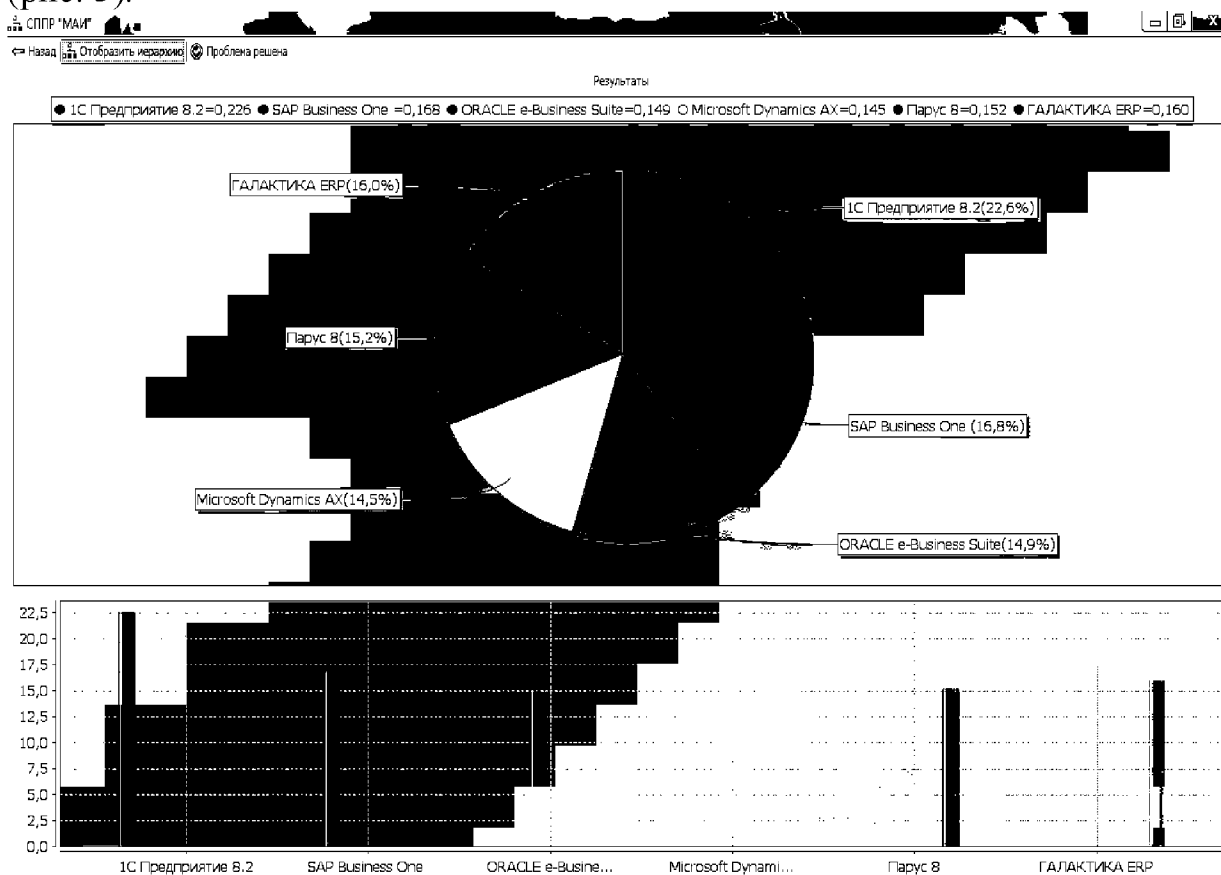 (рис. 3).
СППР "МАИ"
Назад Отобразить иерархию Проблема решена
Результаты
1С Предприятие 8.2=0,226 SAP Business One =0,168 ORACLE e-Business Suite=0,149 Microsoft Dynamics AX=0,145 Парус 8=0,152 ГАЛАКТИКА ERP=0,160
ГАЛАКТИКА ERP(16,0%)
1С Предприятие 8.2(22,6%)
Парус 8(15,2%)
SAP Business One (16,8%)
Microsoft Dynamics AX(14,5%)
ORACLE e-Business Suite(14,9%)
22,5
20,0
17,5
15,0
12,5
10,0
7,5
5,0
2,5
0,0
1С Предприятие 8.2 SAP Business One ORACLE e-Busine... Microsoft Dynami... Парус 8 ГАЛАКТИКА ERP